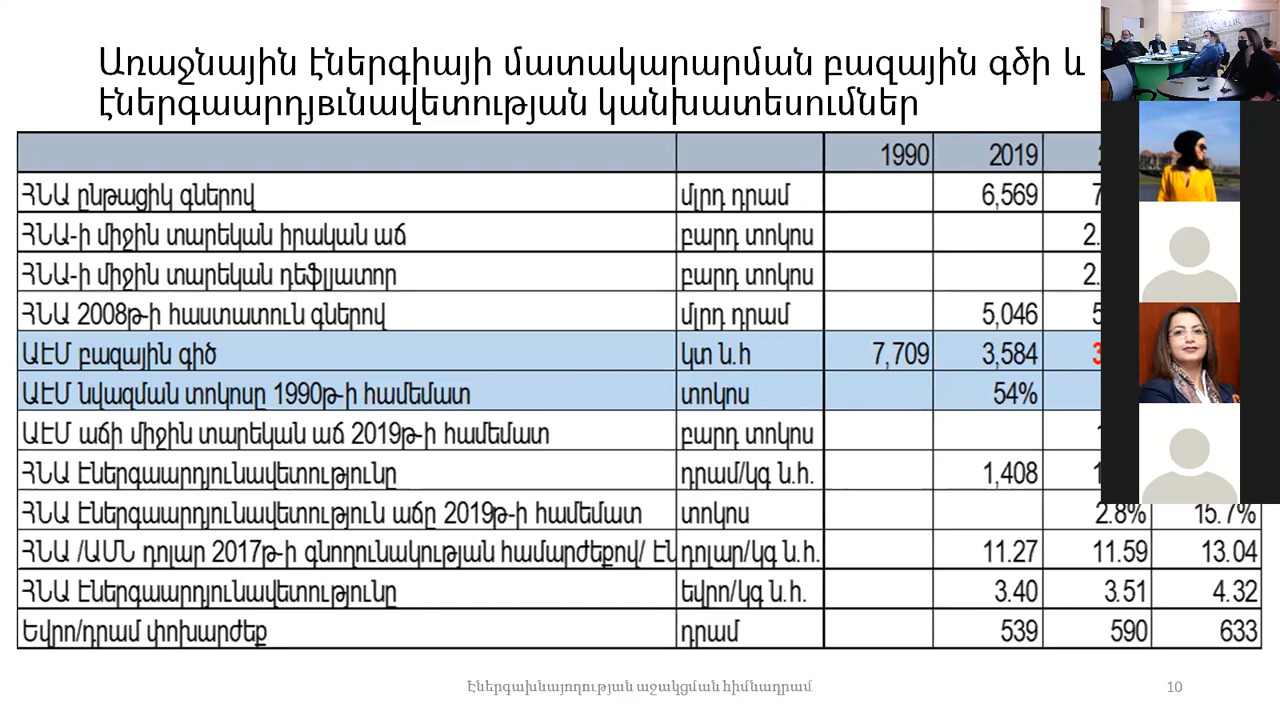 Առաջնային էներգիայի մատակարարման բազային գծի և
էներգաարդյունավետության կանխատեսումներ
1990 2019
ՀՆԱ ընթացիկ գներով մլրդ դրամ 6,569
ՀՆԱ-ի միջին տարեկան իրական աճ բարդ տոկոս
ՀՆԱ-ի միջին տարեկան դեֆլյատոր բարդ տոկոս
ՀՆԱ 2008թ-ի հաստատուն գներով մլրդ դրամ 5,046
ԱԷՄ բազային գիծ կտ ն.հ 7,709 3,584
ԱԷՄ նվազման տոկոսը 1990թ-ի համեմատ տոկոս 54%
ԱԷՄ աճի միջին տարեկան աճ 2019թ-ի համեմատ բարդ տոկոս
ՀՆԱ էներգաարդյունավետությունը դրամ/կգ ն.հ. 1,408
ՀՆԱ էներգաարդյունավետություն աճը 2019թ-ի համեմատ տոկոս 2.8% 15.7%
ՀՆԱ /ԱՄՆ դոլար 2017թ-ի գնողունակության համարժեքով/ էն դոլար/կգ ն.հ. 11.27 11.59 13.04
ՀՆԱ էներգաարդյունավետությունը եվրո/կգ ն.հ. 3.40 3.51 4.32
Եվրո/դրամ փոխարժեք դրամ 539 590 633
Էներգախնայողության աջակցման հիմնադրամ 10